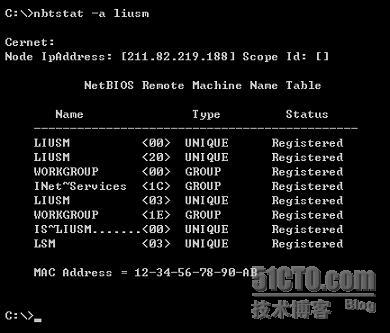 C:\>nbtstat -a liusm
Cernet:
Node IpAddress: [211.82.219.188] Scope Id: []
NetBIOS Remote Machine Name Table
Name Type Status
---------------------------------------------
LIUSM <00> UNIQUE Registered
LIUSM <20> UNIQUE Registered
WORKGROUP <00> GROUP Registered
INet~Services <1C> GROUP Registered
LIUSM <03> UNIQUE Registered
WORKGROUP <1E> GROUP Registered
IS~LIUSM.......<00> UNIQUE Registered
LSM <03> UNIQUE Registered
MAC Address = 12-34-56-78-90-AB
51CTO.com
技术博客 Blog
C:\>_